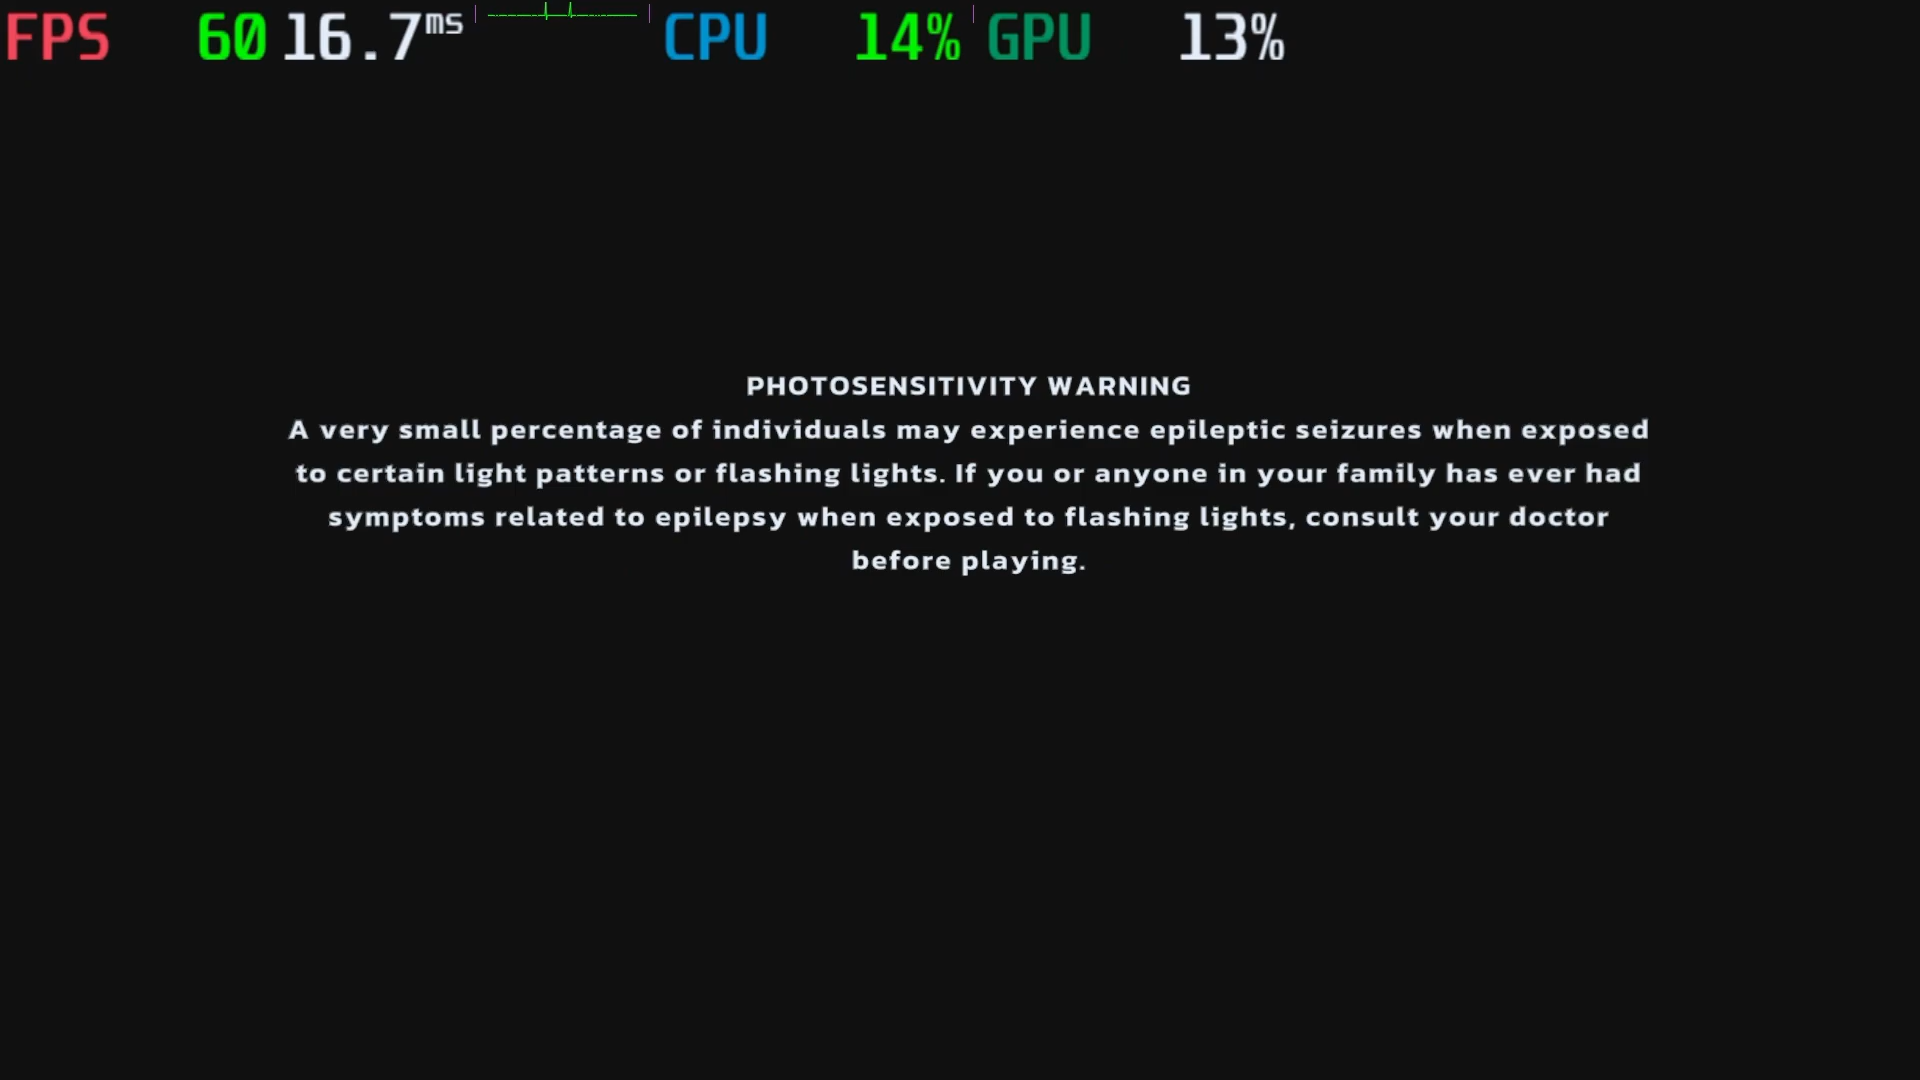 FPS 60 16.7ms CPU 14% GPU 13%
PHOTOSENSITIVITY WARNING
A very small percentage of individuals may experience epileptic seizures when exposed
to certain light patterns or flashing lights. If you or anyone in your family has ever had
symptoms related to epilepsy when exposed to flashing lights, consult your doctor
before playing.